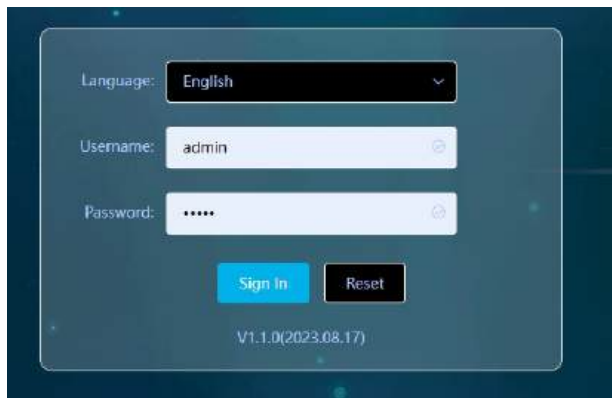 Language: English
Username: admin
Password: •••••
Sign In Reset
V1.1.0(2023.08.17)